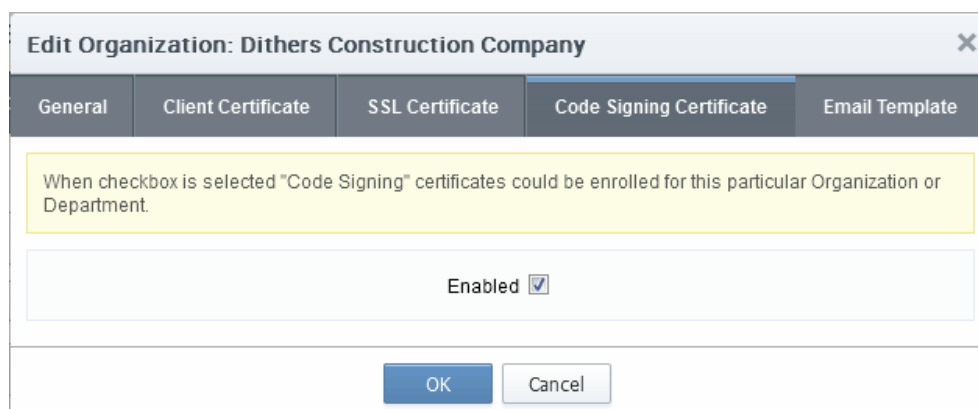 Edit Organization: Dithers Construction Company
General Client Certificate SSL Certificate Code Signing Certificate Email Template
When checkbox is selected "Code Signing" certificates could be enrolled for this particular Organization or
Department.
Enabled
OK Cancel